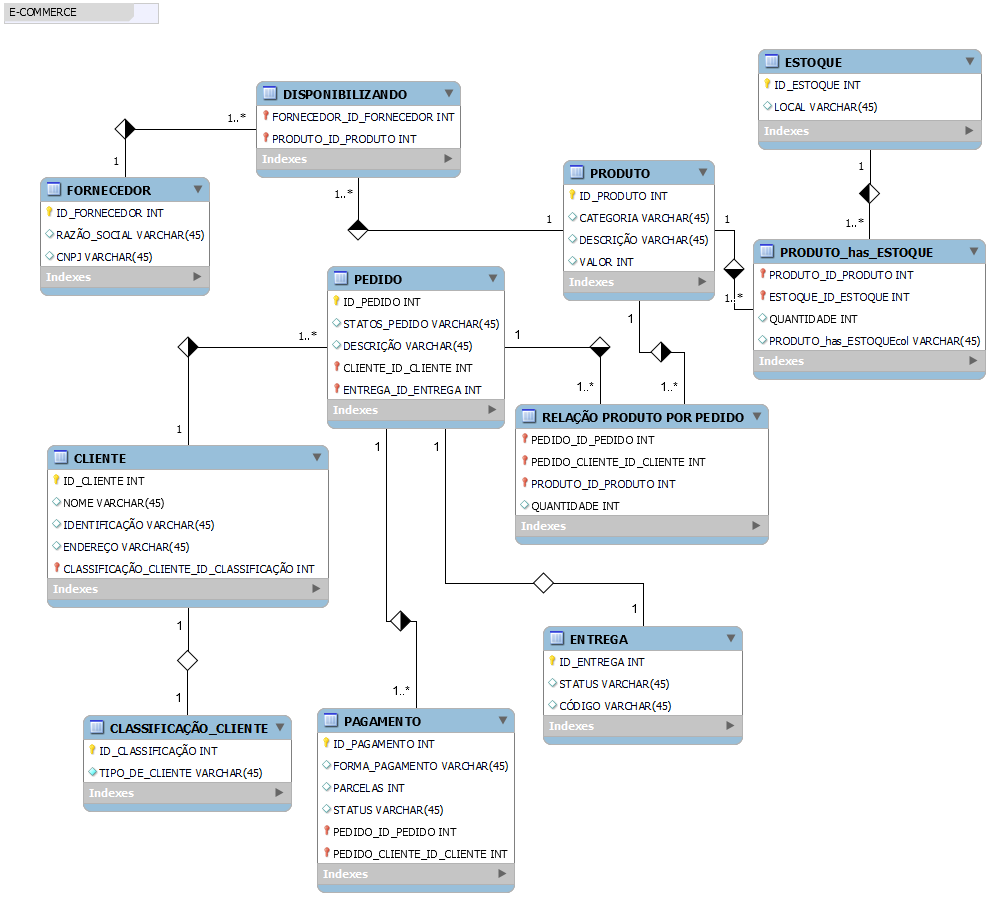 E-COMMERCE
DISPONIBILIZANDO
FORNECEDOR_ID_FORNECEDOR INT
PRODUTO_ID_PRODUTO INT
Indexes
1..*
1
1..*
1
FORNECEDOR
ID_FORNECEDOR INT
RAZÃO_SOCIAL VARCHAR(45)
CNPJ VARCHAR(45)
Indexes
PRODUTO
ID_PRODUTO INT
CATEGORIA VARCHAR(45)
DESCRIÇÃO VARCHAR(45)
VALOR INT
Indexes
1
1..*
1
1..*
ESTOQUE
ID_ESTOQUE INT
LOCAL VARCHAR(45)
Indexes
1
1..*
PRODUTO_has_ESTOQUE
PRODUTO_ID_PRODUTO INT
ESTOQUE_ID_ESTOQUE INT
QUANTIDADE INT
PRODUTO_has_ESTOQUEcol VARCHAR(45)
Indexes
PEDIDO
ID_PEDIDO INT
STATOS_PEDIDO VARCHAR(45)
DESCRIÇÃO VARCHAR(45)
CLIENTE_ID_CLIENTE INT
ENTREGA_ID_ENTREGA INT
Indexes
1..*
1
1
1..*
RELAÇÃO PRODUTO POR PEDIDO
PEDIDO_ID_PEDIDO INT
PEDIDO_CLIENTE_ID_CLIENTE INT
PRODUTO_ID_PRODUTO INT
QUANTIDADE INT
Indexes
CLIENTE
ID_CLIENTE INT
NOME VARCHAR(45)
IDENTIFICAÇÃO VARCHAR(45)
ENDEREÇO VARCHAR(45)
CLASSIFICAÇÃO_CLIENTE_ID_CLASSIFICAÇÃO INT
Indexes
1
1
1
1..*
1
1
ENTREGA
ID_ENTREGA INT
STATUS VARCHAR(45)
CÓDIGO VARCHAR(45)
Indexes
CLASSIFICAÇÃO_CLIENTE
ID_CLASSIFICAÇÃO INT
TIPO_DE_CLIENTE VARCHAR(45)
Indexes
PAGAMENTO
ID_PAGAMENTO INT
FORMA_PAGAMENTO VARCHAR(45)
PARCELAS INT
STATUS VARCHAR(45)
PEDIDO_ID_PEDIDO INT
PEDIDO_CLIENTE_ID_CLIENTE INT
Indexes